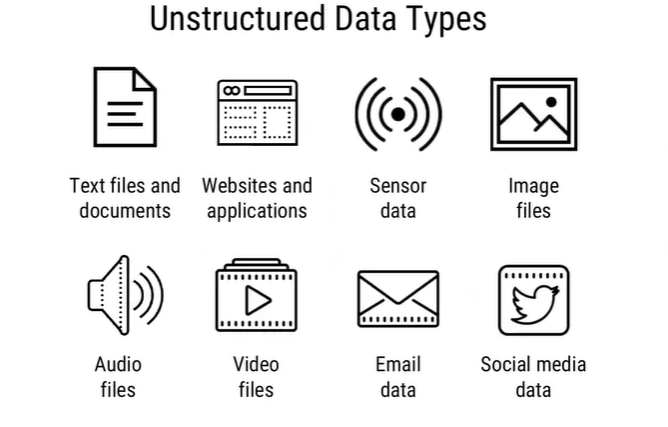 Unstructured Data Types
Text files and
documents
Websites and
applications
Sensor
data
Image
files
Audio
files
Video
files
Email
data
Social media
data